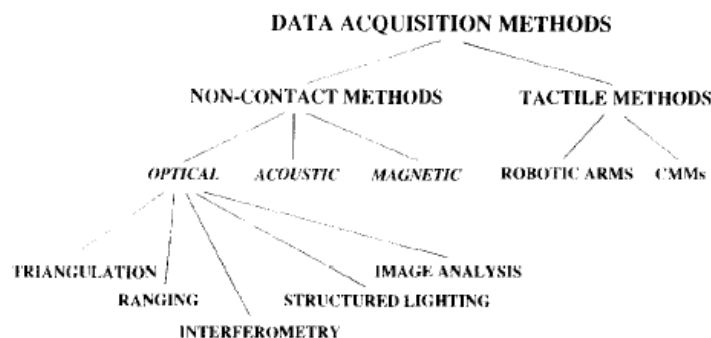 DATA ACQUISITION METHODS
NON-CONTACT METHODS
TACTILE METHODS
OPTICAL
ACOUSTIC
MAGNETIC
ROBOTIC ARMS
CMMs
TRIANGULATION
IMAGE ANALYSIS
RANGING
STRUCTURED LIGHTING
INTERFEROMETRY